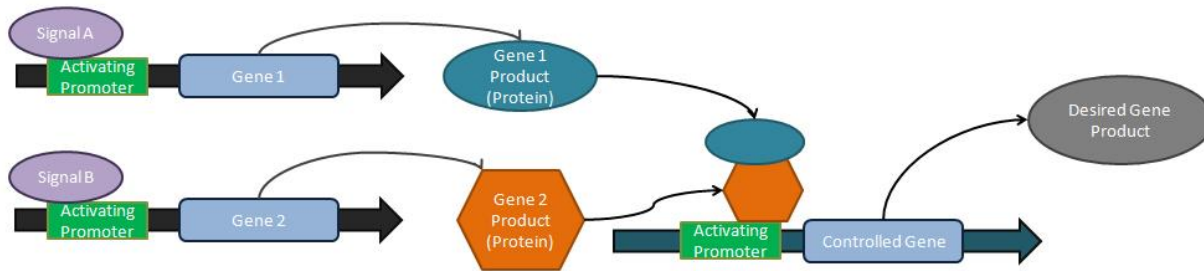 Signal A
Activating
Promoter
Gene 1
Gene 1
Product
(Protein)
Desired Gene
Product
Signal B
Activating
Promoter
Gene 2
Gene 2
Product
(Protein)
Activating
Promoter
Controlled Gene